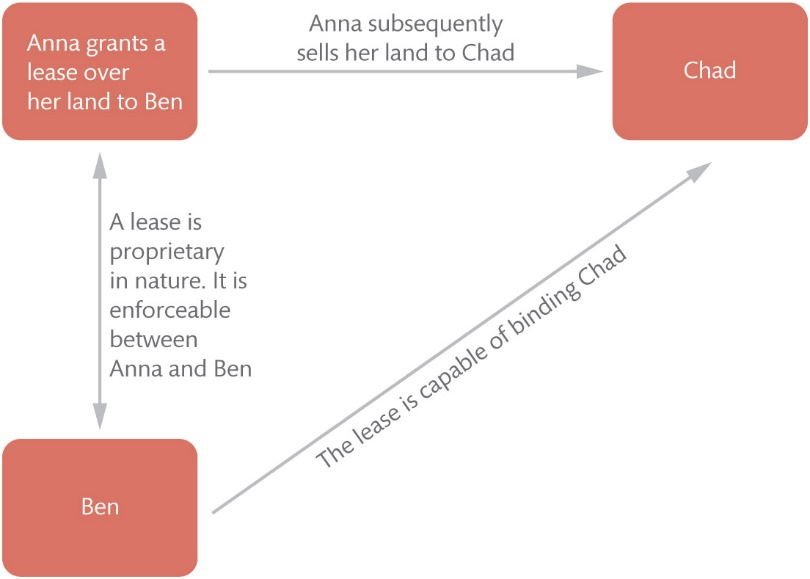 Anna grants a
lease over
her land to Ben
Anna subsequently
sells her land to Chad
Chad
A lease is
proprietary
in nature. It is
enforceable
between
Anna and Ben
The lease is capable of binding Chad
Ben